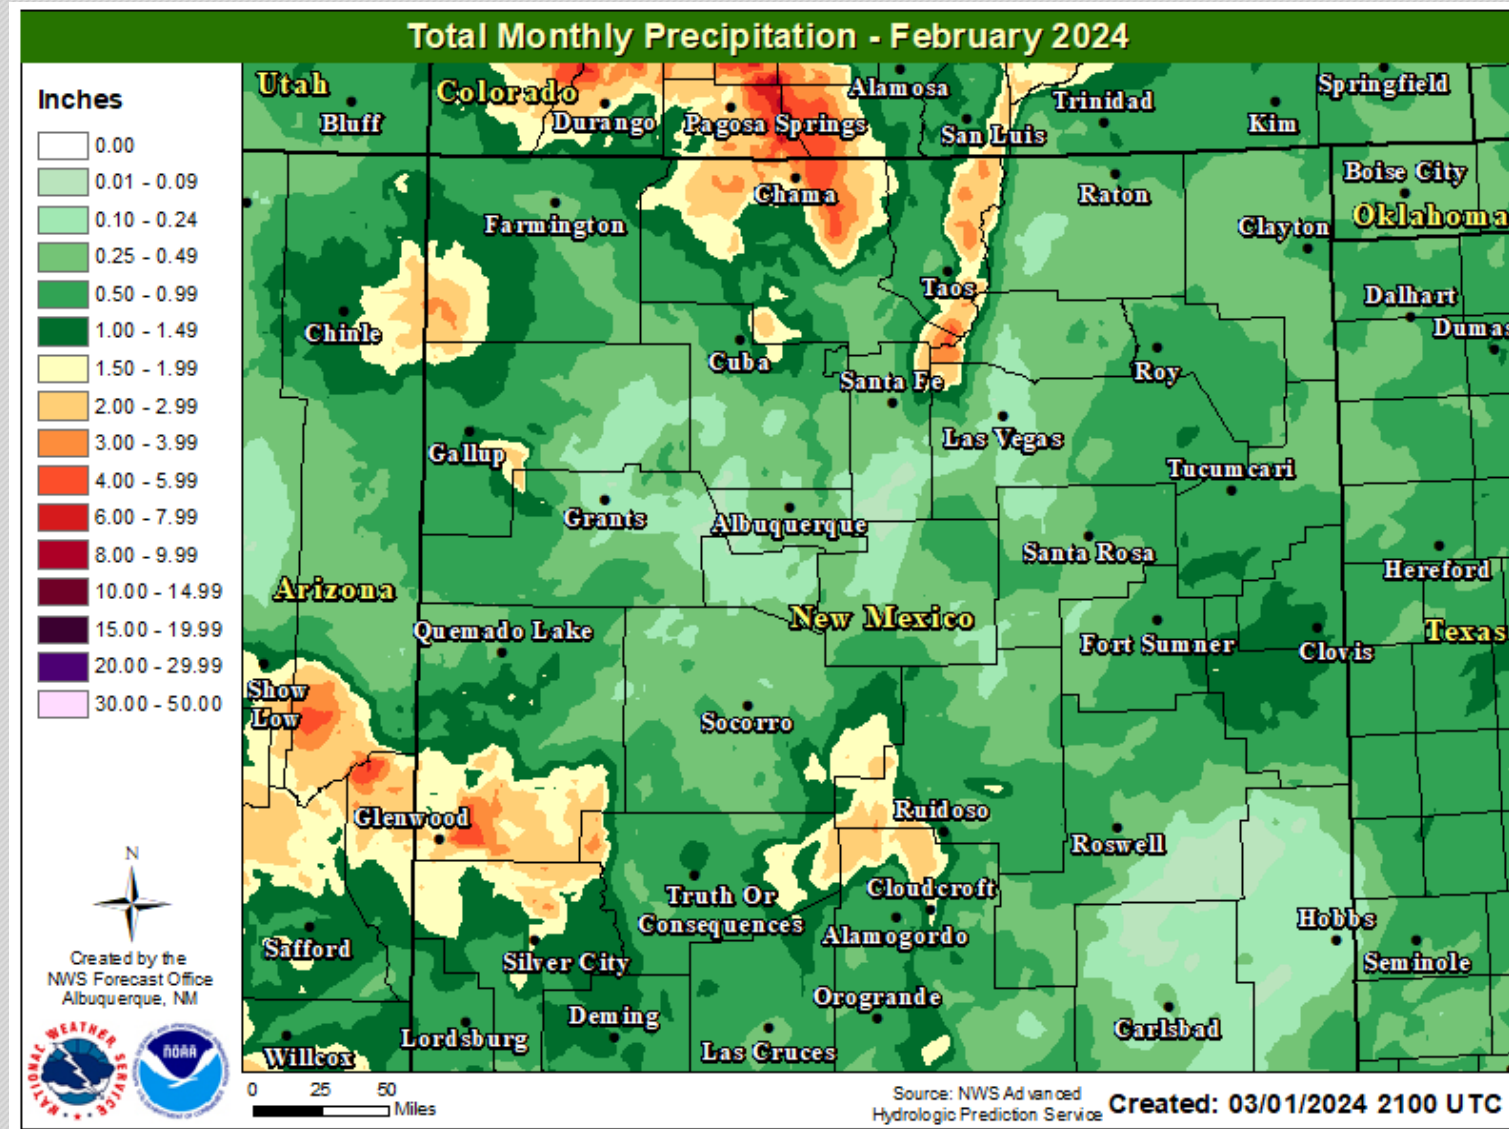 Total Monthly Precipitation - February 2024
Inches
0.00
0.01 - 0.09
0.10 - 0.24
0.25 - 0.49
0.50 - 0.99
1.00 - 1.49
1.50 - 1.99
2.00 - 2.99
3.00 - 3.99
4.00 - 5.99
6.00 - 7.99
8.00 - 9.99
10.00 - 14.99
15.00 - 19.99
20.00 - 29.99
30.00 - 50.00
N
Created by the
NWS Forecast Office
Albuquerque, NM
NATIONAL WEATHER SERVICE
NOAA
Utah
Colorado
Alamosa
Springfield
Bluff
Durango
Pagosa Springs
San Luis
Trinidad
Kim
Boise City
Chama
Raton
Oklahoma
Farmington
Clayton
Taos
Dalhart
Chinle
Dumas
Cuba
Santa Fe
Roy
Gallup
Las Vegas
Tucumcari
Grants
Albuquerque
Santa Rosa
Hereford
Arizona
New Mexico
Quemado Lake
Fort Sumner
Clovis
Texas
Show
Low
Socorro
Glenwood
Ruidoso
Roswell
Truth Or
Consequences
Cloudcroft
Hobbs
Safford
Silver City
Alamogordo
Seminole
Orogrande
Deming
Carlsbad
Lordsburg
Las Cruces
Willcox
0 25 50
Miles
Source: NWS Advanced
Hydrologic Prediction Service
Created: 03/01/2024 2100 UTC